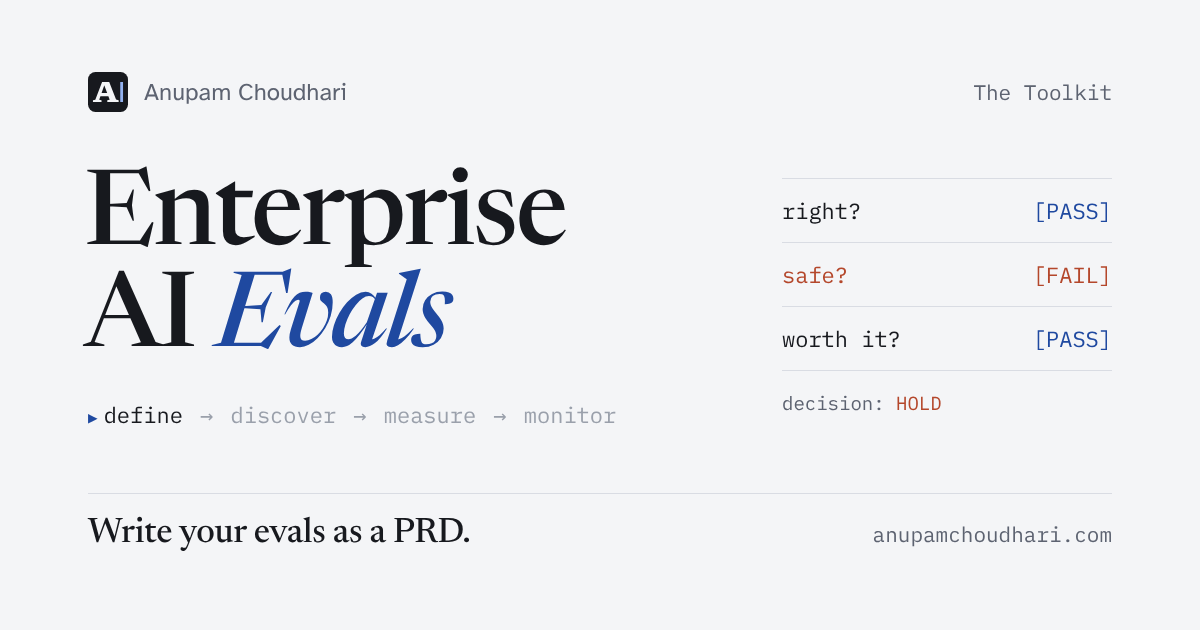 AI Anupam Choudhari
The Toolkit
Enterprise
AI Evals
▸ define → discover → measure → monitor
right? [PASS]
safe? [FAIL]
worth it? [PASS]
decision: HOLD
Write your evals as a PRD.
anupamchoudhari.com